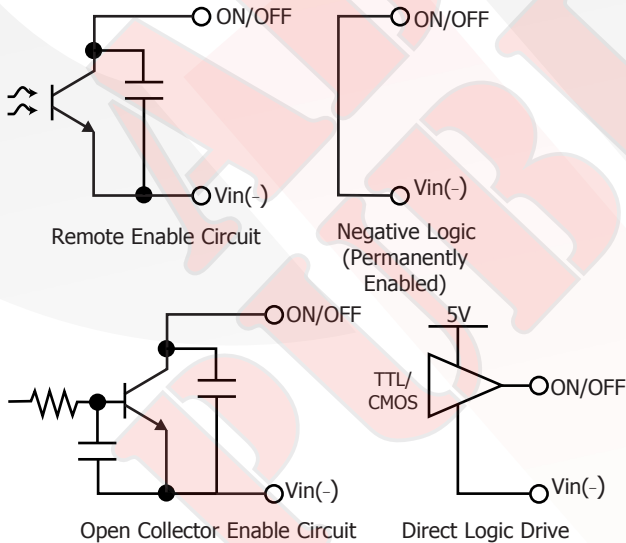 ON/OFF
Vin(-)
Remote Enable Circuit
ON/OFF
Vin(-)
Negative Logic
(Permanently
Enabled)
ON/OFF
Vin(-)
Open Collector Enable Circuit
5V
TTL/
CMOS
ON/OFF
Vin(-)
Direct Logic Drive